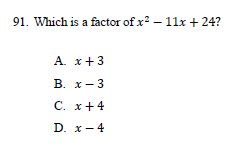 91. Which is a factor of x² – 11x + 24?
A. x + 3
B. x – 3
C. x + 4
D. x – 4